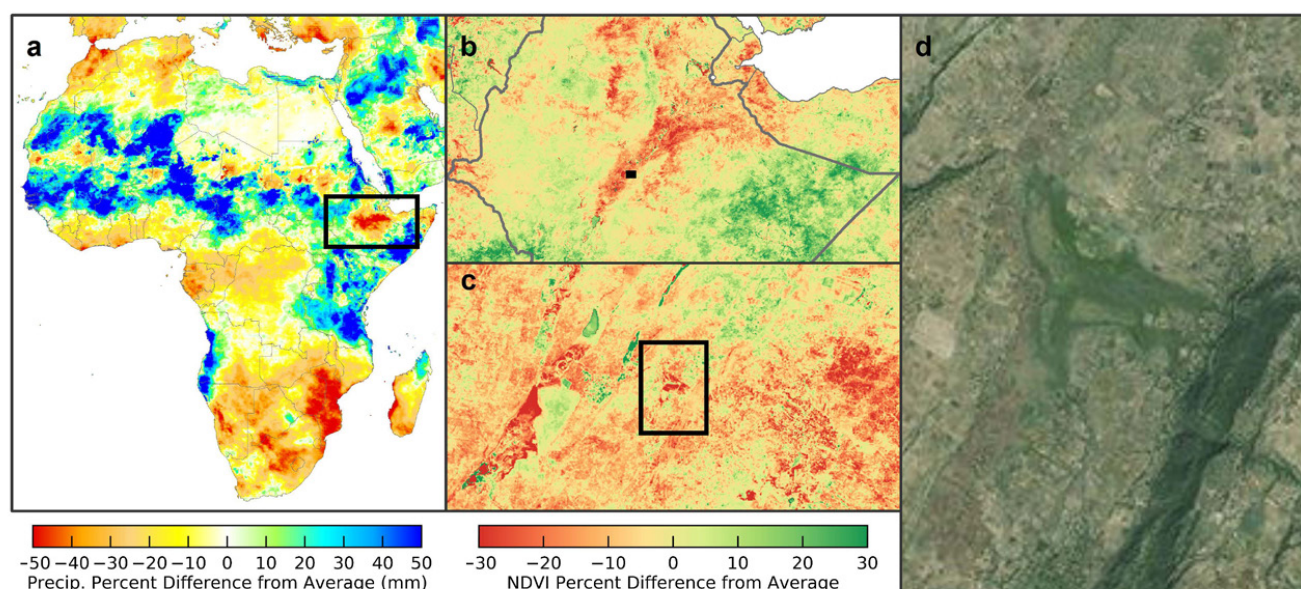 a
b
c
d
−50 −40 −30 −20 −10 0 10 20 30 40 50
Precip. Percent Difference from Average (mm)
−30 −20 −10 0 10 20 30
NDVI Percent Difference from Average